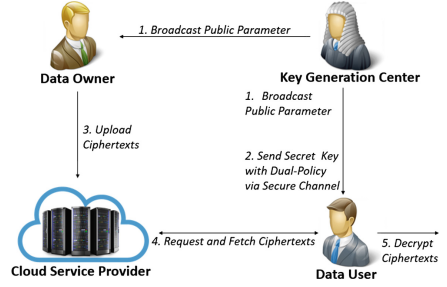 1. Broadcast Public Parameter
Data Owner
Key Generation Center
1. Broadcast
Public Parameter
3. Upload
Ciphertexts
2. Send Secret Key
with Dual-Policy
via Secure Channel
4. Request and Fetch Ciphertexts
5. Decrypt
Ciphertexts
Cloud Service Provider
Data User